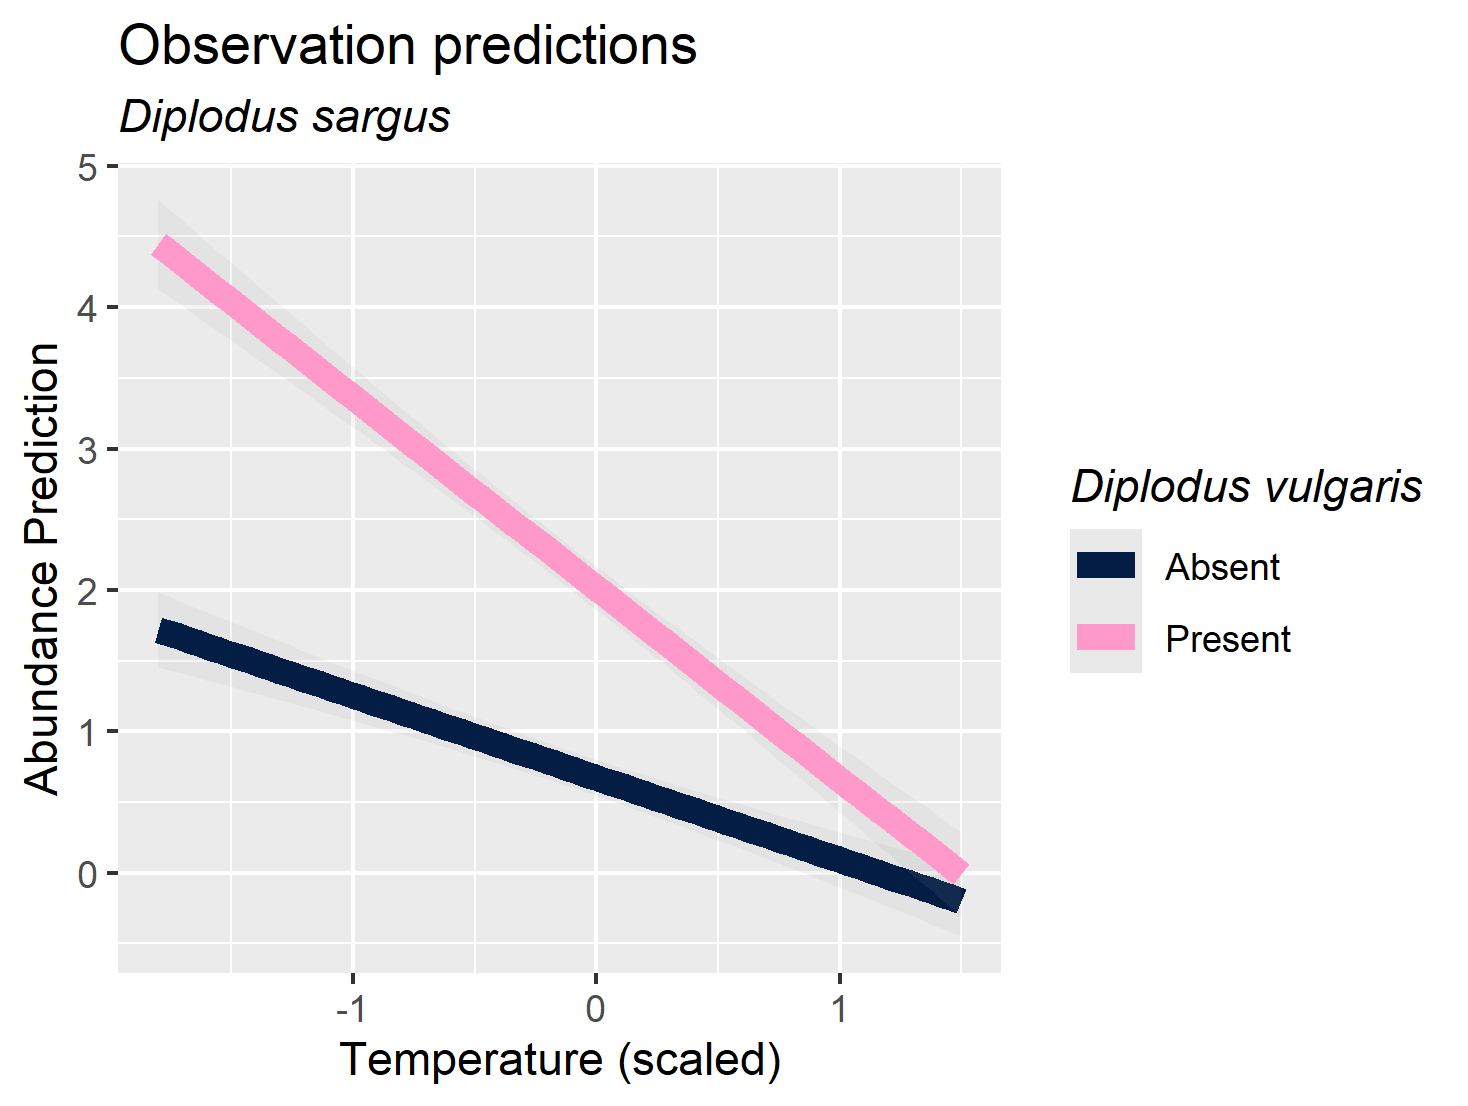 Observation predictions
Diplodus sargus
5
4
3
2
1
0
Abundance Prediction
-1 0 1
Temperature (scaled)
Diplodus vulgaris
Absent
Present